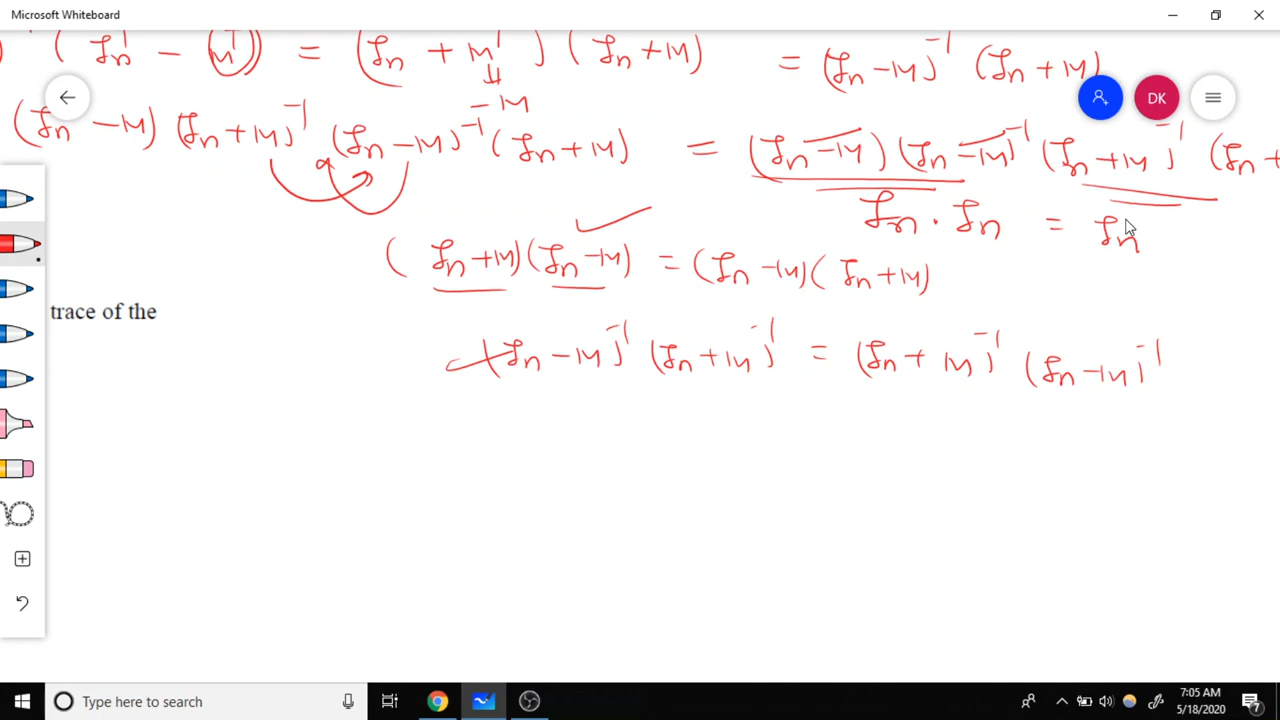 Microsoft Whiteboard
( In' - (M')) = (In + M') (In + M) = (In - M)^-1 (In + M)
- M
(In - M) (In + M)^-1 (In - M)^-1 (In + M) = (In - M) (In - M)^-1 (In + M)^-1 (In +
In . In = In
( In + M)(In - M) = (In - M)( In + M)
trace of the
(In - M)^-1 (In + M)^-1 = (In + M)^-1 (In - M)^-1
DK
Type here to search
7:05 AM
5/18/2020
7